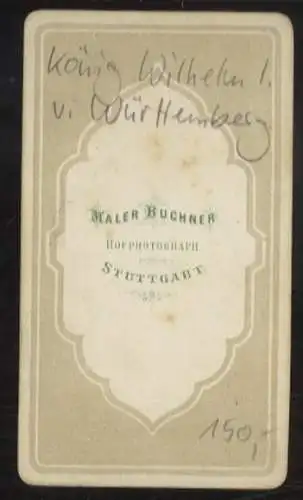 König Wilhelm I.
v. Württemberg
MALER BUCHNER
HOFPHOTOGRAPH
STUTTGART
150,-